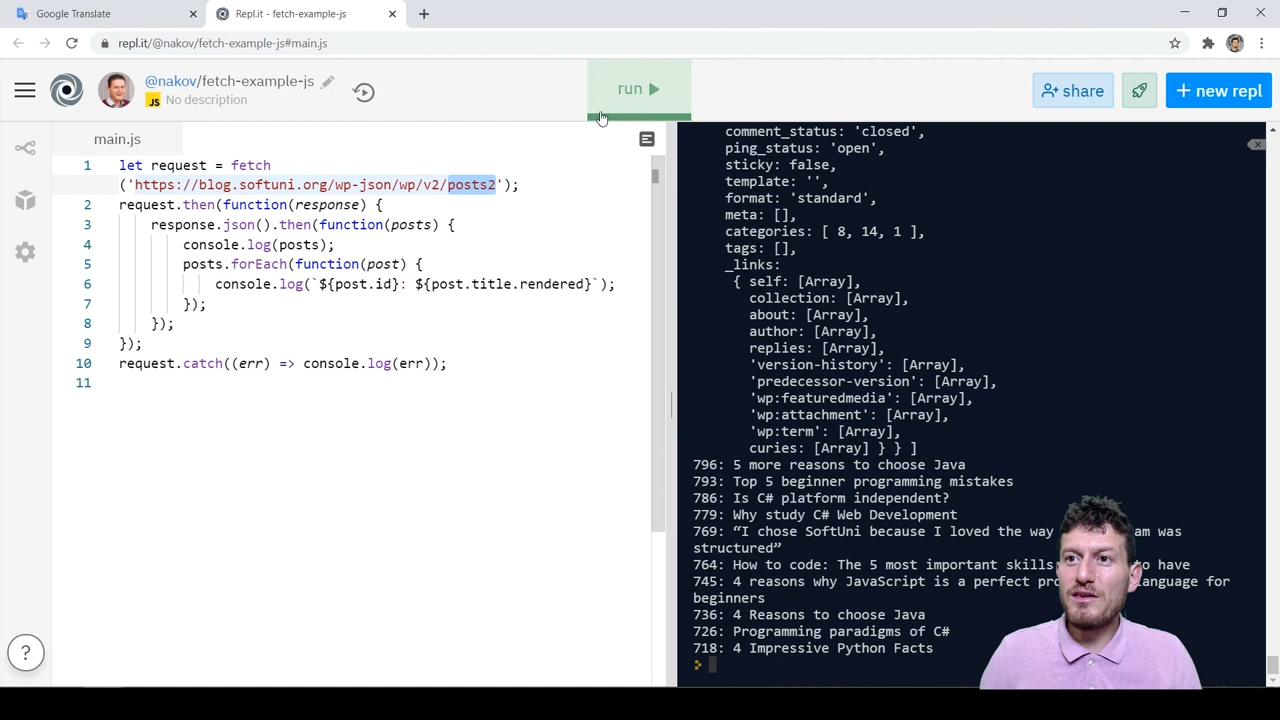 Google Translate
Repl.it - fetch-example-js
repl.it/@nakov/fetch-example-js#main.js
@nakov/fetch-example-js
JS No description
run
share
+ new repl
main.js
1 let request = fetch
('https://blog.softuni.org/wp-json/wp/v2/posts2');
2 request.then(function(response) {
3 response.json().then(function(posts) {
4 console.log(posts);
5 posts.forEach(function(post) {
6 console.log(`${post.id}: ${post.title.rendered}`);
7 });
8 });
9 });
10 request.catch((err) => console.log(err));
11
?
comment_status: 'closed',
ping_status: 'open',
sticky: false,
template: '',
format: 'standard',
meta: [],
categories: [ 8, 14, 1 ],
tags: [],
_links:
{ self: [Array],
collection: [Array],
about: [Array],
author: [Array],
replies: [Array],
'version-history': [Array],
'predecessor-version': [Array],
'wp:featuredmedia': [Array],
'wp:attachment': [Array],
'wp:term': [Array],
curies: [Array] } } ]
796: 5 more reasons to choose Java
793: Top 5 beginner programming mistakes
786: Is C# platform independent?
779: Why study C# Web Development
769: “I chose SoftUni because I loved the way am was
structured”
764: How to code: The 5 most important skills to have
745: 4 reasons why JavaScript is a perfect language for
beginners
736: 4 Reasons to choose Java
726: Programming paradigms of C#
718: 4 Impressive Python Facts